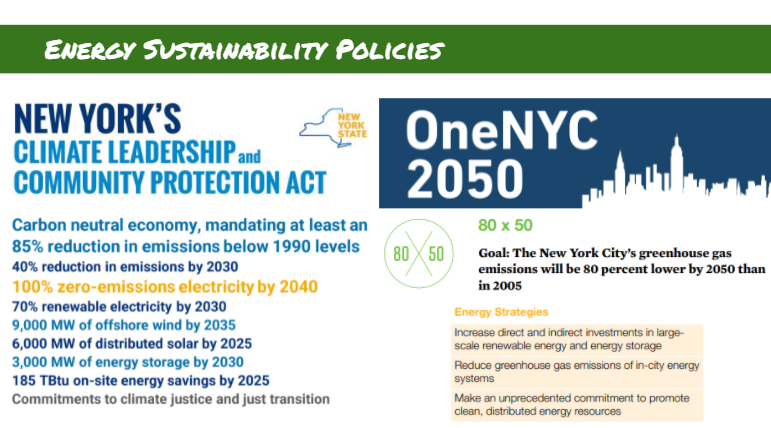 Energy Sustainability Policies
NEW YORK'S
CLIMATE LEADERSHIP and
COMMUNITY PROTECTION ACT
NEW
YORK
STATE
Carbon neutral economy, mandating at least an
85% reduction in emissions below 1990 levels
40% reduction in emissions by 2030
100% zero-emissions electricity by 2040
70% renewable electricity by 2030
9,000 MW of offshore wind by 2035
6,000 MW of distributed solar by 2025
3,000 MW of energy storage by 2030
185 TBtu on-site energy savings by 2025
Commitments to climate justice and just transition
OneNYC
2050
80 X 50
80 x 50
Goal: The New York City's greenhouse gas
emissions will be 80 percent lower by 2050 than
in 2005
Energy Strategies
Increase direct and indirect investments in large-
scale renewable energy and energy storage
Reduce greenhouse gas emissions of in-city energy
systems
Make an unprecedented commitment to promote
clean, distributed energy resources